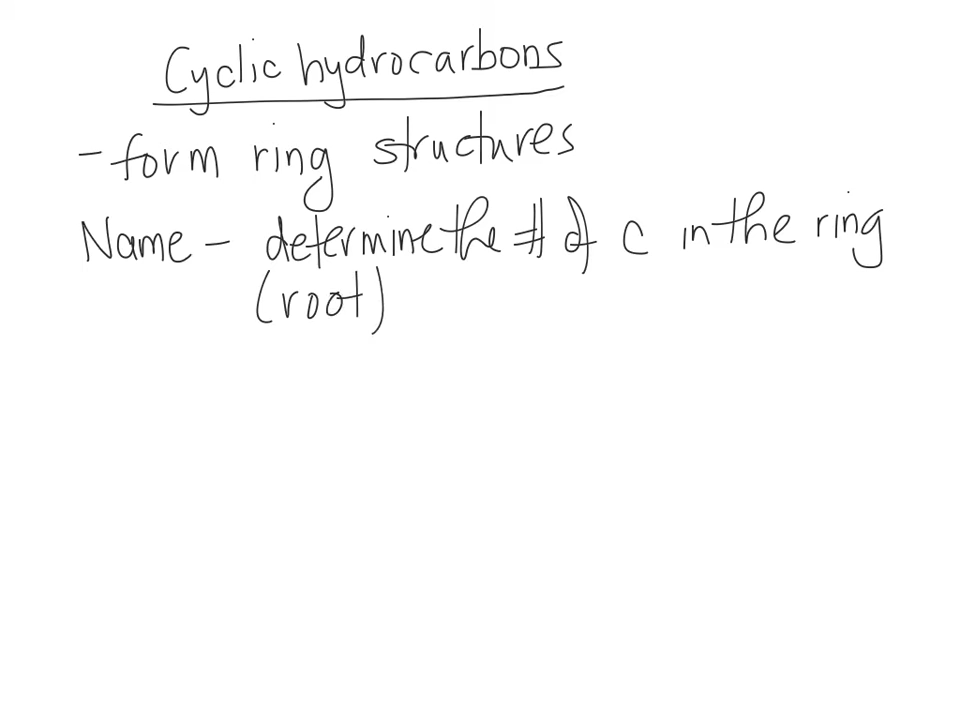 Cyclic hydrocarbons
- form ring structures
Name - determine the # of C in the ring
(root)